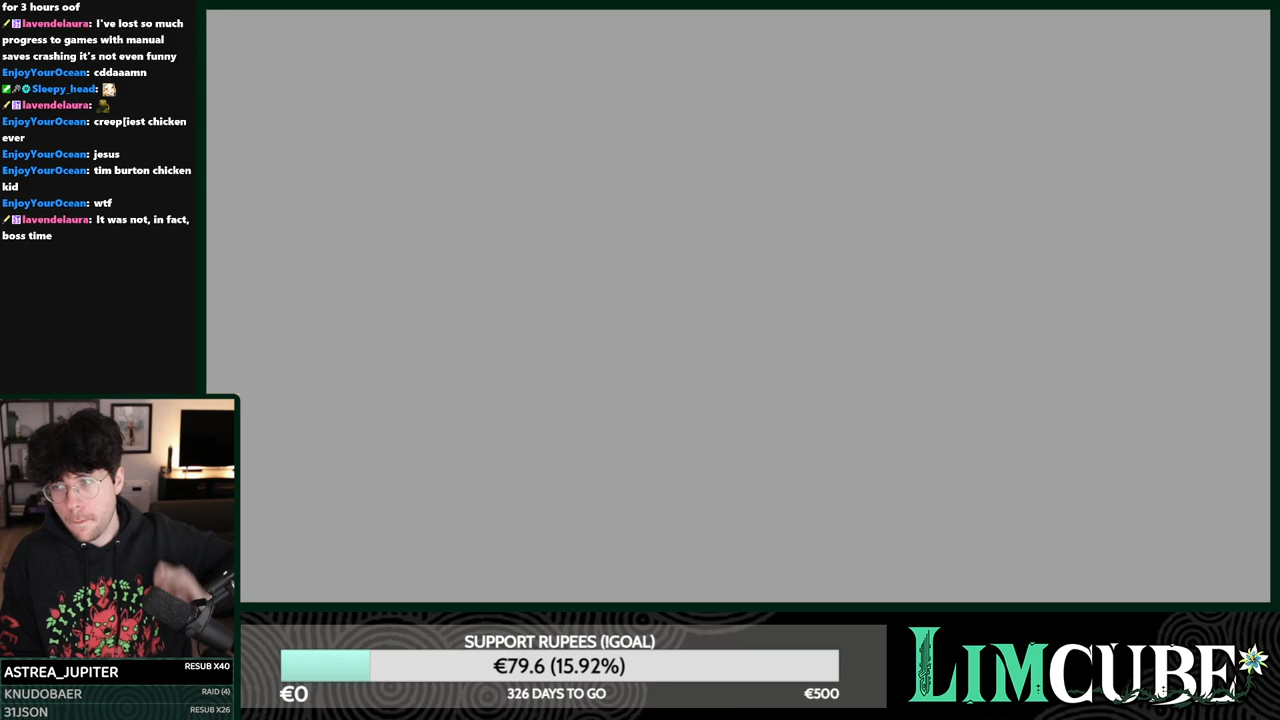 for 3 hours oof
lavendelaura: I've lost so much
progress to games with manual
saves crashing it's not even funny
EnjoyYourOcean: cddaaamn
Sleepy_head:
lavendelaura:
EnjoyYourOcean: creep[iest chicken
ever
EnjoyYourOcean: jesus
EnjoyYourOcean: tim burton chicken
kid
EnjoyYourOcean: wtf
lavendelaura: It was not, in fact,
boss time
ASTREA_JUPITER RESUB X40
KNUDOBAER RAID (4)
31JSON RESUB X26
SUPPORT RUPEES (!GOAL)
€79.6 (15.92%)
€0 326 DAYS TO GO €500
LIMCUBE